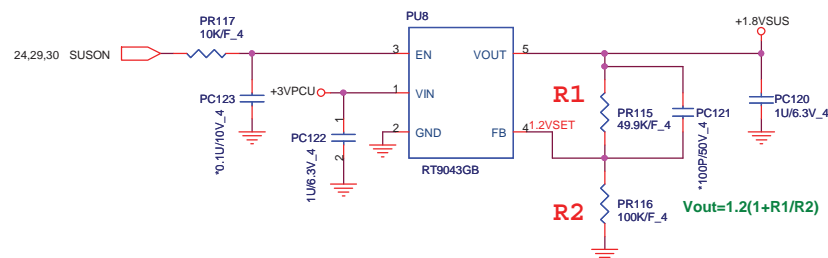 PU8
+1.8VSUS
PR117
10K/F_4
24,29,30 SUSON
3
EN
VOUT
5
PC123
*0.1U/10V_4
+3VPCU
1
VIN
R1
PR115
49.9K/F_4
PC121
*100P/50V_4
PC120
1U/6.3V_4
1
PC122
2
1U/6.3V_4
2
GND
FB
4
1.2VSET
RT9043GB
R2
PR116
100K/F_4
Vout=1.2(1+R1/R2)